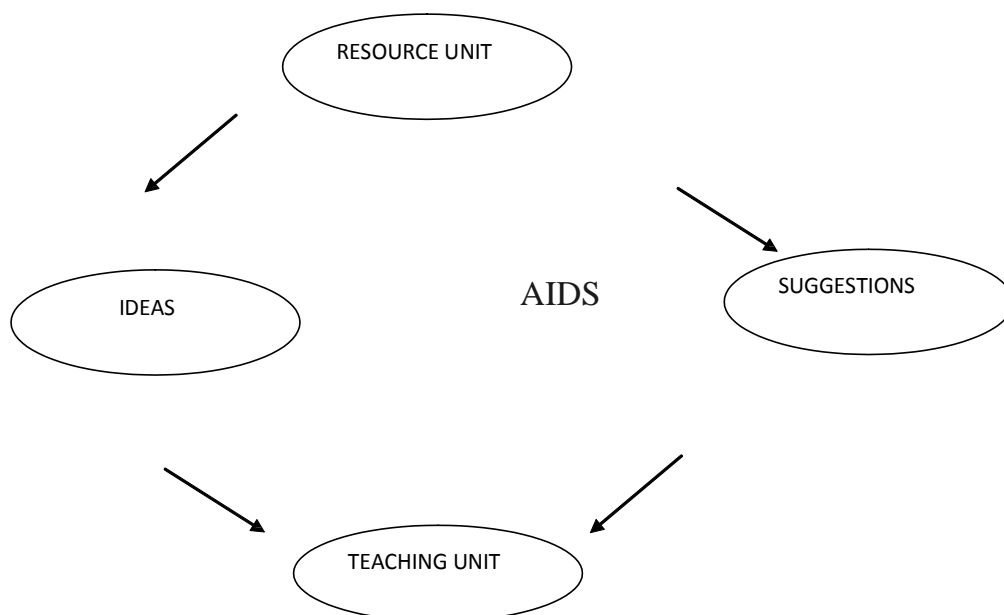 RESOURCE UNIT
IDEAS
AIDS
SUGGESTIONS
TEACHING UNIT